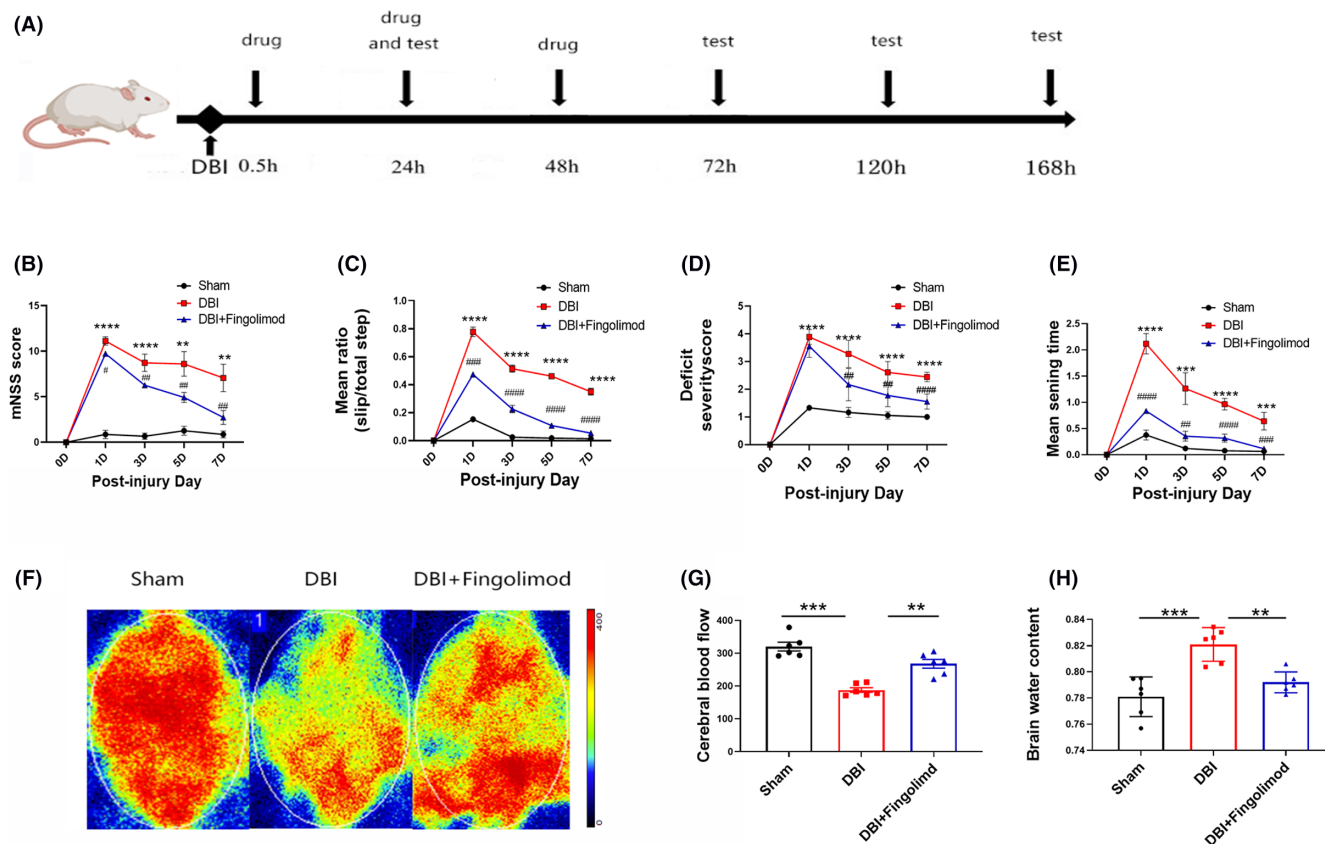 (A)
drug
drug
and test
drug
test
test
test
DBI
0.5h
24h
48h
72h
120h
168h
(B)
Sham
DBI
DBI+Fingolimod
mNSS score
15
10
5
0
****
****
**
**
#
##
##
##
0D
1D
3D
5D
7D
Post-injury Day
(C)
Sham
DBI
DBI+Fingolimod
Mean ratio
(slip/total step)
1.0
0.8
0.6
0.4
0.2
0.0
****
****
****
****
###
####
####
####
0D
1D
3D
5D
7D
Post-injury Day
(D)
Sham
DBI
DBI+Fingolimod
Deficit
severityscore
5
4
3
2
1
0
****
****
****
****
##
##
####
0D
1D
3D
5D
7D
Post-injury Day
(E)
Sham
DBI
DBI+Fingolimod
Mean sening time
2.5
2.0
1.5
1.0
0.5
0.0
****
***
****
***
####
##
####
###
0D
1D
3D
5D
7D
Post-injury Day
(F)
Sham
DBI
DBI+Fingolimod
1
400
0
(G)
Cerebral blood flow
400
300
200
100
0
***
**
Sham
DBI
DBI+Fingolimd
(H)
Brain water content
0.84
0.82
0.80
0.78
0.76
0.74
***
**
Sham
DBI
DBI+Fingolimod